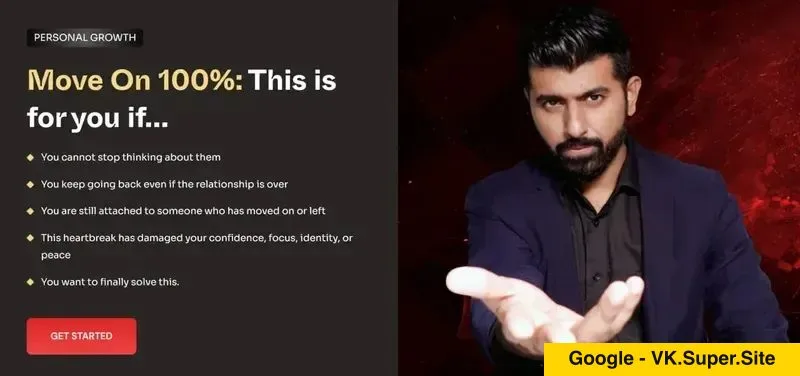 PERSONAL GROWTH
Move On 100%: This is
for you if...
You cannot stop thinking about them
You keep going back even if the relationship is over
You are still attached to someone who has moved on or left
This heartbreak has damaged your confidence, focus, identity, or
peace
You want to finally solve this.
GET STARTED
Google - VK.Super.Site